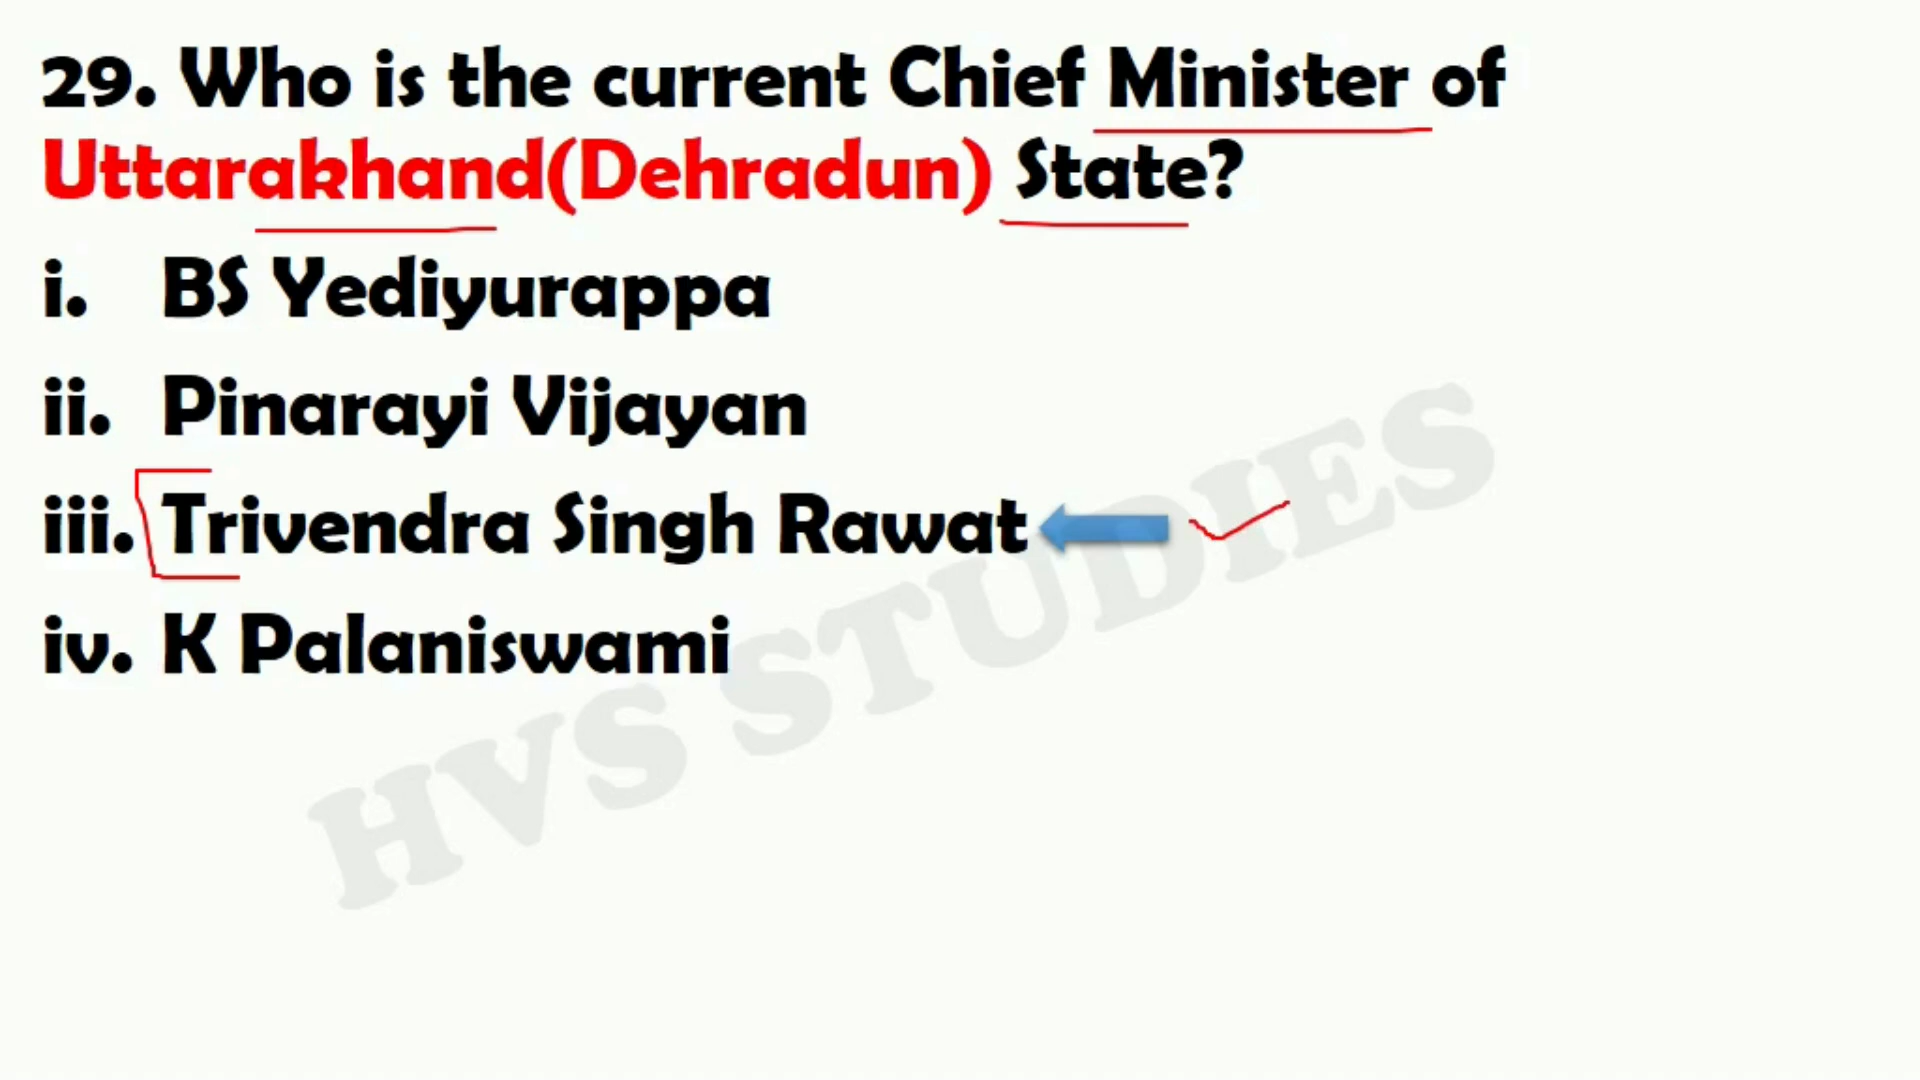 29. Who is the current Chief Minister of
Uttarakhand(Dehradun) State?
i. BS Yediyurappa
ii. Pinarayi Vijayan
iii. Trivendra Singh Rawat
iv. K Palaniswami
HVS STUDIES